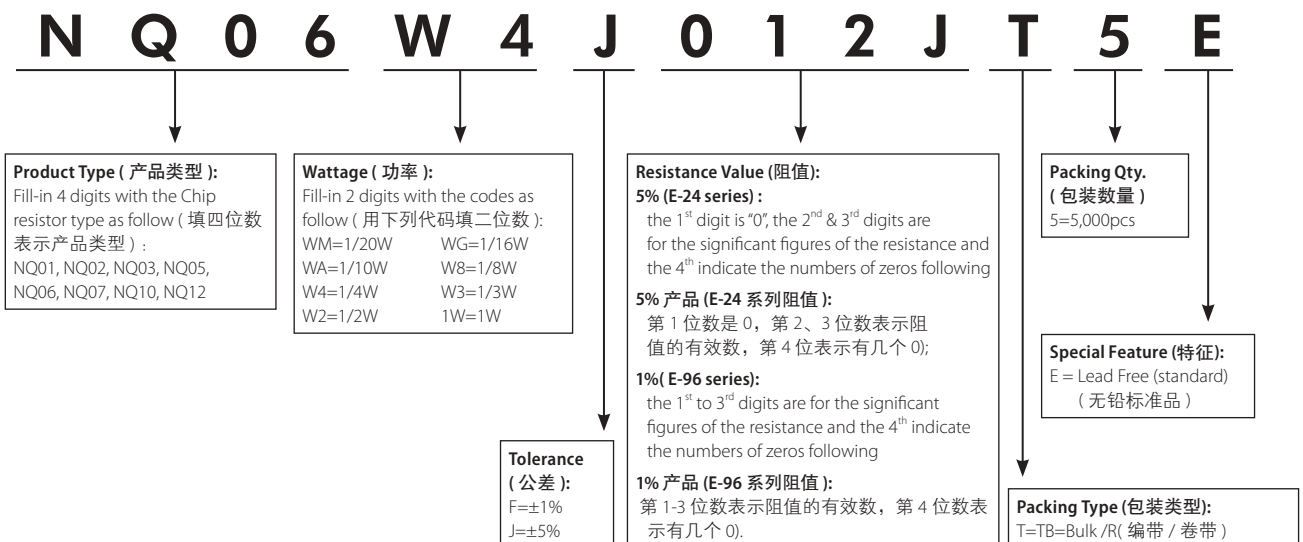 NQ06W4J012JT5E
Product Type ( 产品类型 ):
Fill-in 4 digits with the Chip
resistor type as follow ( 填四位数
表示产品类型 ) :
NQ01, NQ02, NQ03, NQ05,
NQ06, NQ07, NQ10, NQ12
Wattage ( 功率 ):
Fill-in 2 digits with the codes as
follow ( 用下列代码填二位数 ):
WM=1/20W WG=1/16W
WA=1/10W W8=1/8W
W4=1/4W W3=1/3W
W2=1/2W 1W=1W
Tolerance
( 公差 ):
F=±1%
J=±5%
Resistance Value (阻值):
5% (E-24 series) :
the 1st digit is "0", the 2nd & 3rd digits are
for the significant figures of the resistance and
the 4th indicate the numbers of zeros following
5% 产品 (E-24 系列阻值 ):
第 1 位数是 0，第 2、3 位数表示阻
值的有效数，第 4 位表示有几个 0);
1%( E-96 series):
the 1st to 3rd digits are for the significant
figures of the resistance and the 4th indicate
the numbers of zeros following
1% 产品 (E-96 系列阻值 ):
第 1-3 位数表示阻值的有效数，第 4 位数表
示有几个 0).
Packing Qty.
( 包装数量 )
5=5,000pcs
Special Feature (特征):
E = Lead Free (standard)
( 无铅标准品 )
Packing Type (包装类型):
T=TB=Bulk /R( 编带 / 卷带 )